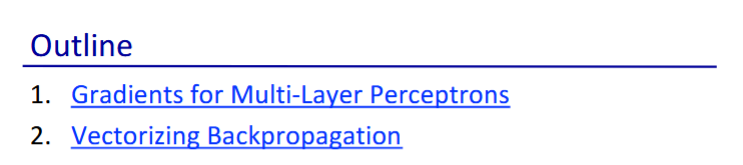 Outline
1. Gradients for Multi-Layer Perceptrons
2. Vectorizing Backpropagation